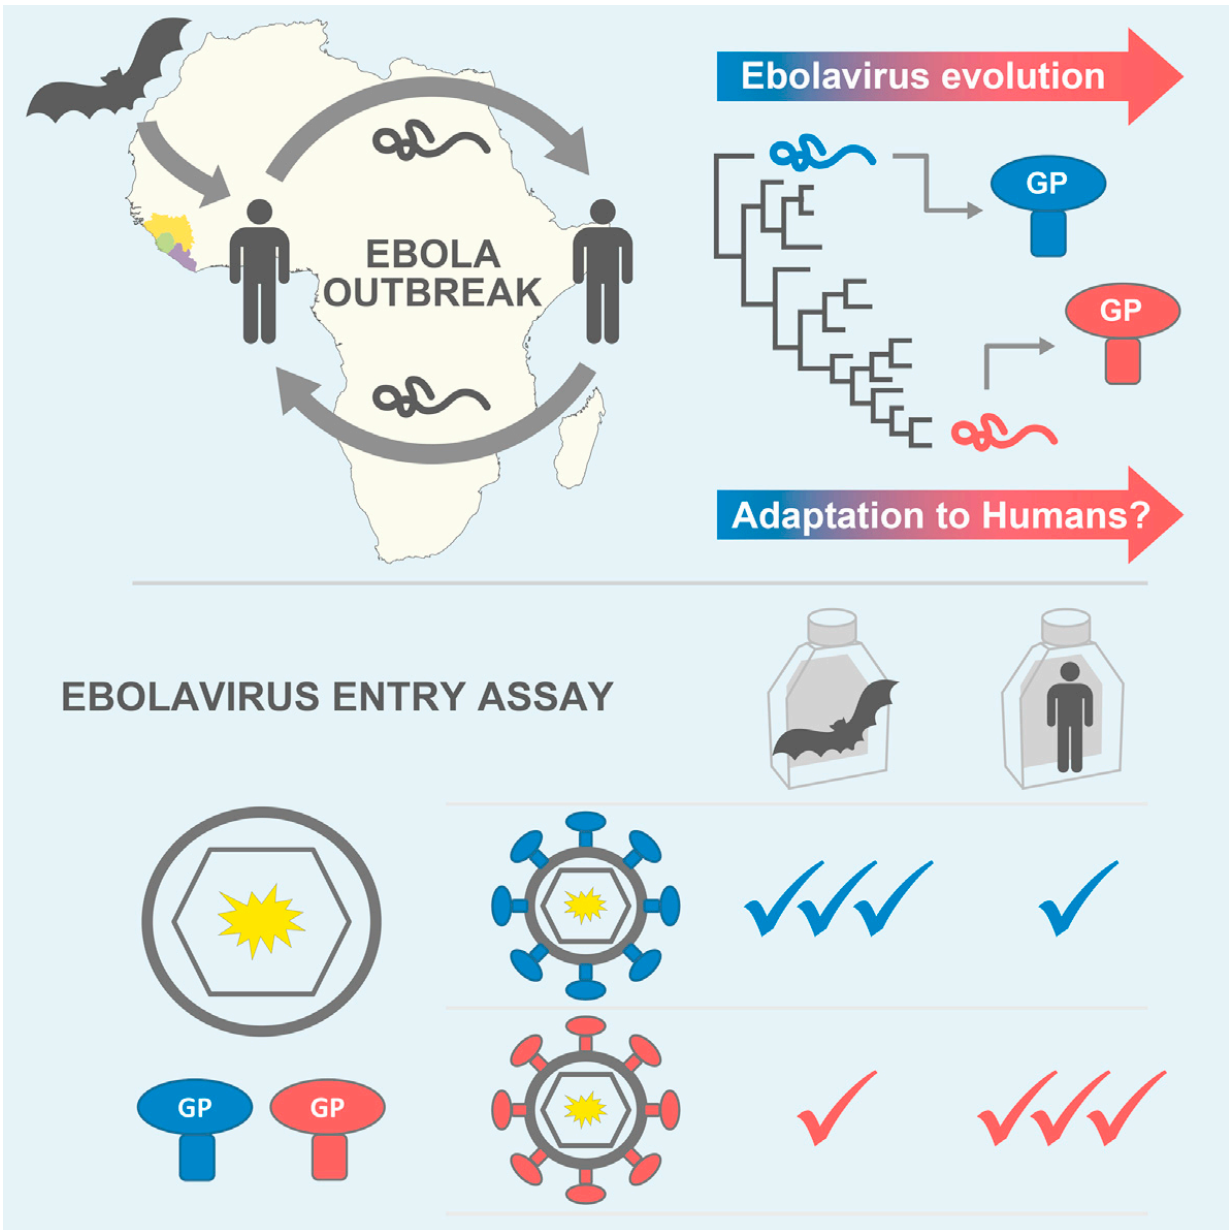 Ebolavirus evolution
GP
EBOLA
OUTBREAK
GP
Adaptation to Humans?
EBOLAVIRUS ENTRY ASSAY
GP
GP